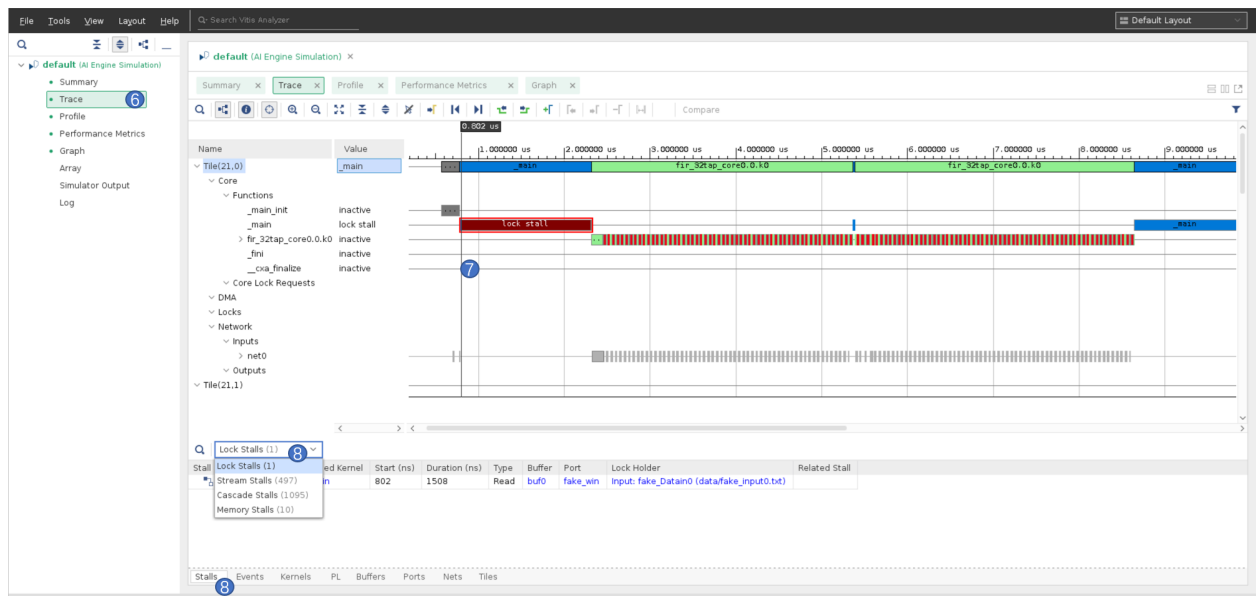 File Tools View Layout Help Q- Search Vitis Analyzer Default Layout
default (AI Engine Simulation)
Summary
Trace 6
Profile
Performance Metrics
Graph
Array
Simulator Output
Log
default (AI Engine Simulation) ×
Summary × Trace × Profile × Performance Metrics × Graph ×
Compare
0.802 us
Name Value
1.000000 us 2.000000 us 3.000000 us 4.000000 us 5.000000 us 6.000000 us 7.000000 us 8.000000 us 9.000000 us
Tile(21,0) _main ... _main fir_32tap_core0.0.k0 fir_32tap_core0.0.k0 _main
Core
Functions
_main_init inactive ...
_main lock stall lock stall _main
fir_32tap_core0.0.k0 inactive ..
_fini inactive
__cxa_finalize inactive 7
Core Lock Requests
DMA
Locks
Network
Inputs
net0
Outputs
Tile(21,1)
Lock Stalls (1) 8
Lock Stalls (1)
Stream Stalls (497)
Cascade Stalls (1095)
Memory Stalls (10)
Stall ed Kernel Start (ns) Duration (ns) Type Buffer Port Lock Holder Related Stall
in 802 1508 Read buf0 fake_win Input: fake_Datain0 (data/fake_input0.txt)
Stalls Events Kernels PL Buffers Ports Nets Tiles
8